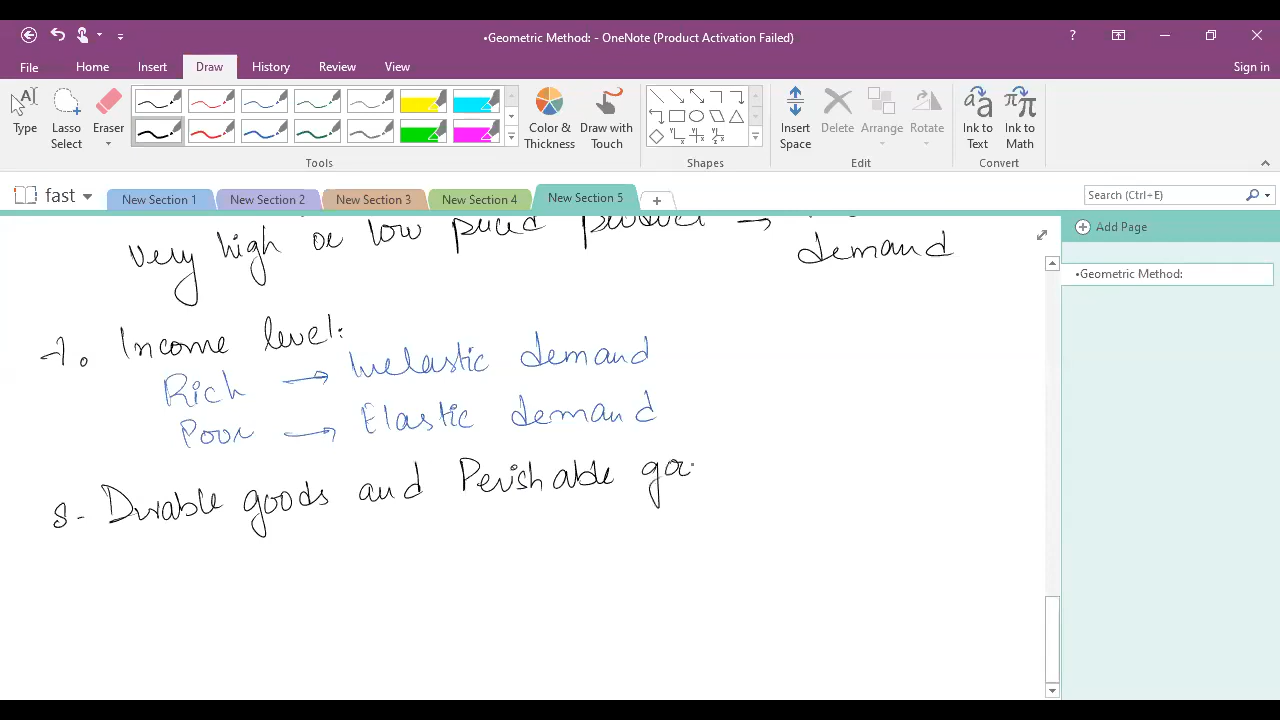 •Geometric Method: - OneNote (Product Activation Failed)
?
File Home Insert Draw History Review View
Sign in
Type
Lasso Select
Eraser
Color & Thickness
Draw with Touch
Insert Space
Delete
Arrange
Rotate
Ink to Text
Ink to Math
Tools
Shapes
Edit
Convert
fast
New Section 1
New Section 2
New Section 3
New Section 4
New Section 5
Search (Ctrl+E)
Add Page
•Geometric Method:
very high or low priced product →
demand
7. Income level:
Rich → Inelastic demand
Poor → Elastic demand
8- Durable goods and Perishable goo